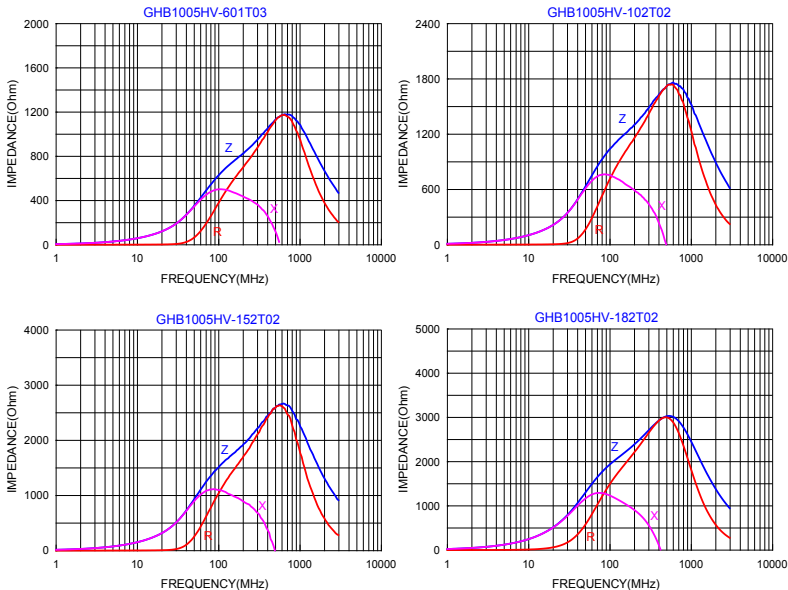 GHB1005HV-601T03
IMPEDANCE(Ohm)
2000
1600
1200
800
400
0
Z
X
R
1 10 100 1000 10000
FREQUENCY(MHz)
GHB1005HV-102T02
IMPEDANCE(Ohm)
2400
1800
1200
600
0
Z
X
R
1 10 100 1000 10000
FREQUENCY(MHz)
GHB1005HV-152T02
IMPEDANCE(Ohm)
4000
3000
2000
1000
0
Z
X
R
1 10 100 1000 10000
FREQUENCY(MHz)
GHB1005HV-182T02
IMPEDANCE(Ohm)
5000
4000
3000
2000
1000
0
Z
X
R
1 10 100 1000 10000
FREQUENCY(MHz)